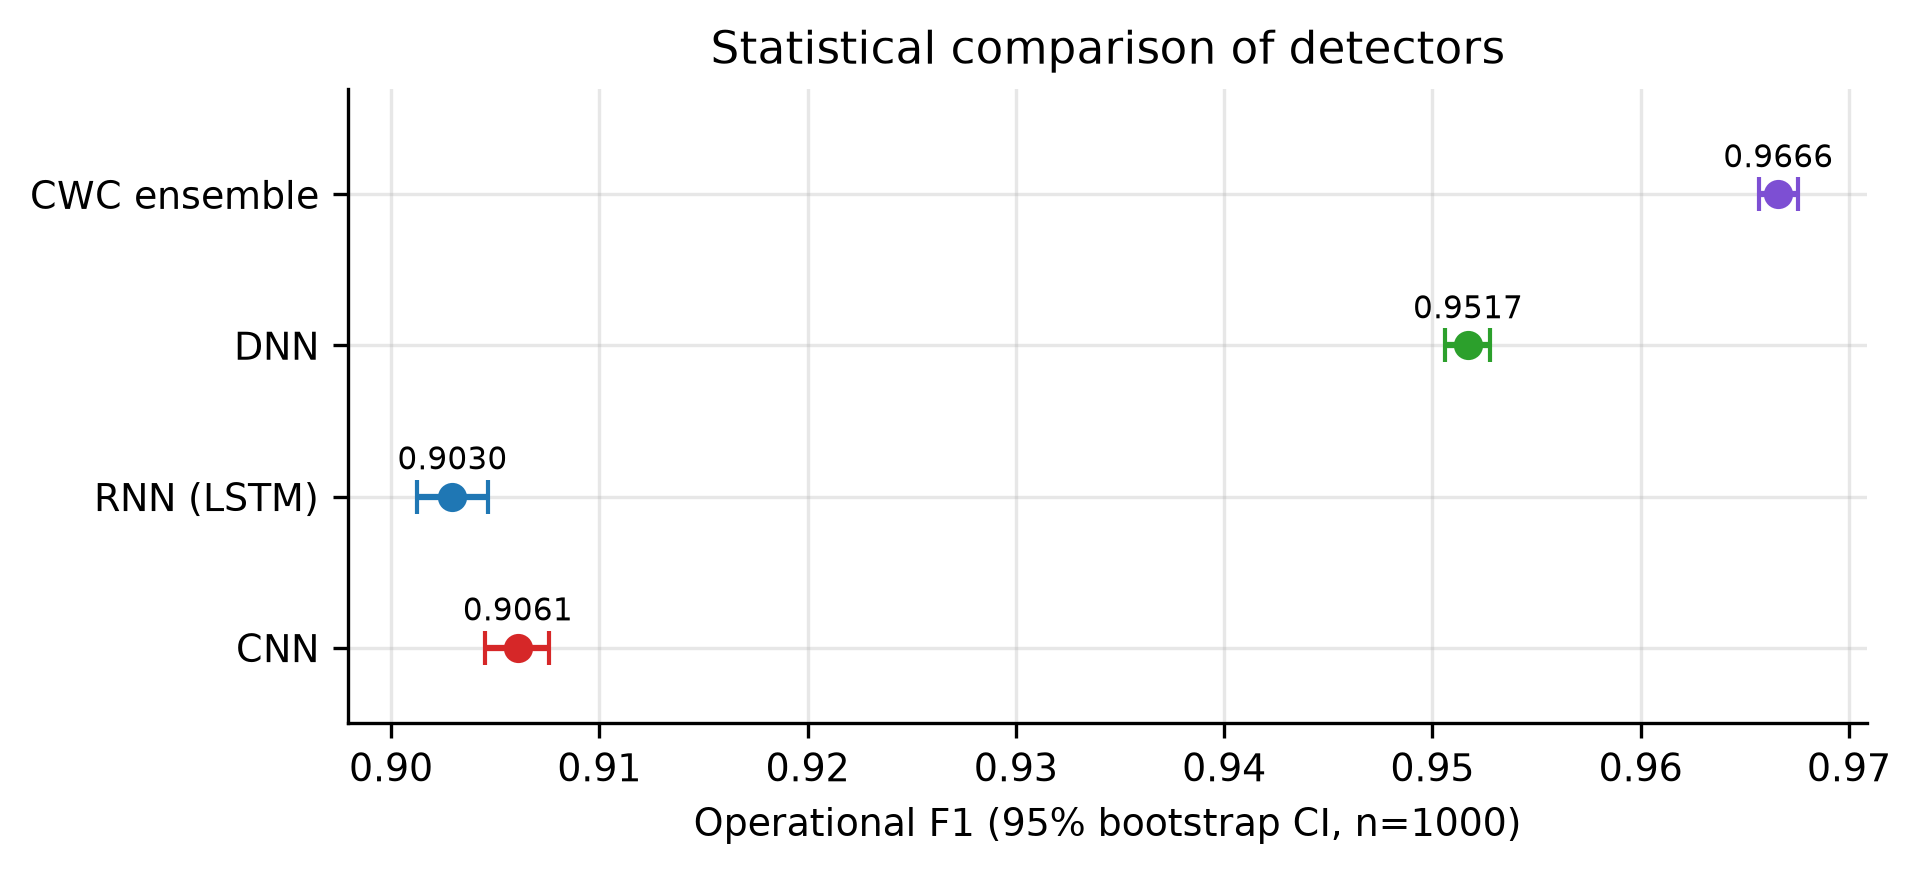 Statistical comparison of detectors
0.9666
CWC ensemble
0.9517
DNN
0.9030
RNN (LSTM)
0.9061
CNN
0.90 0.91 0.92 0.93 0.94 0.95 0.96 0.97
Operational F1 (95% bootstrap CI, n=1000)